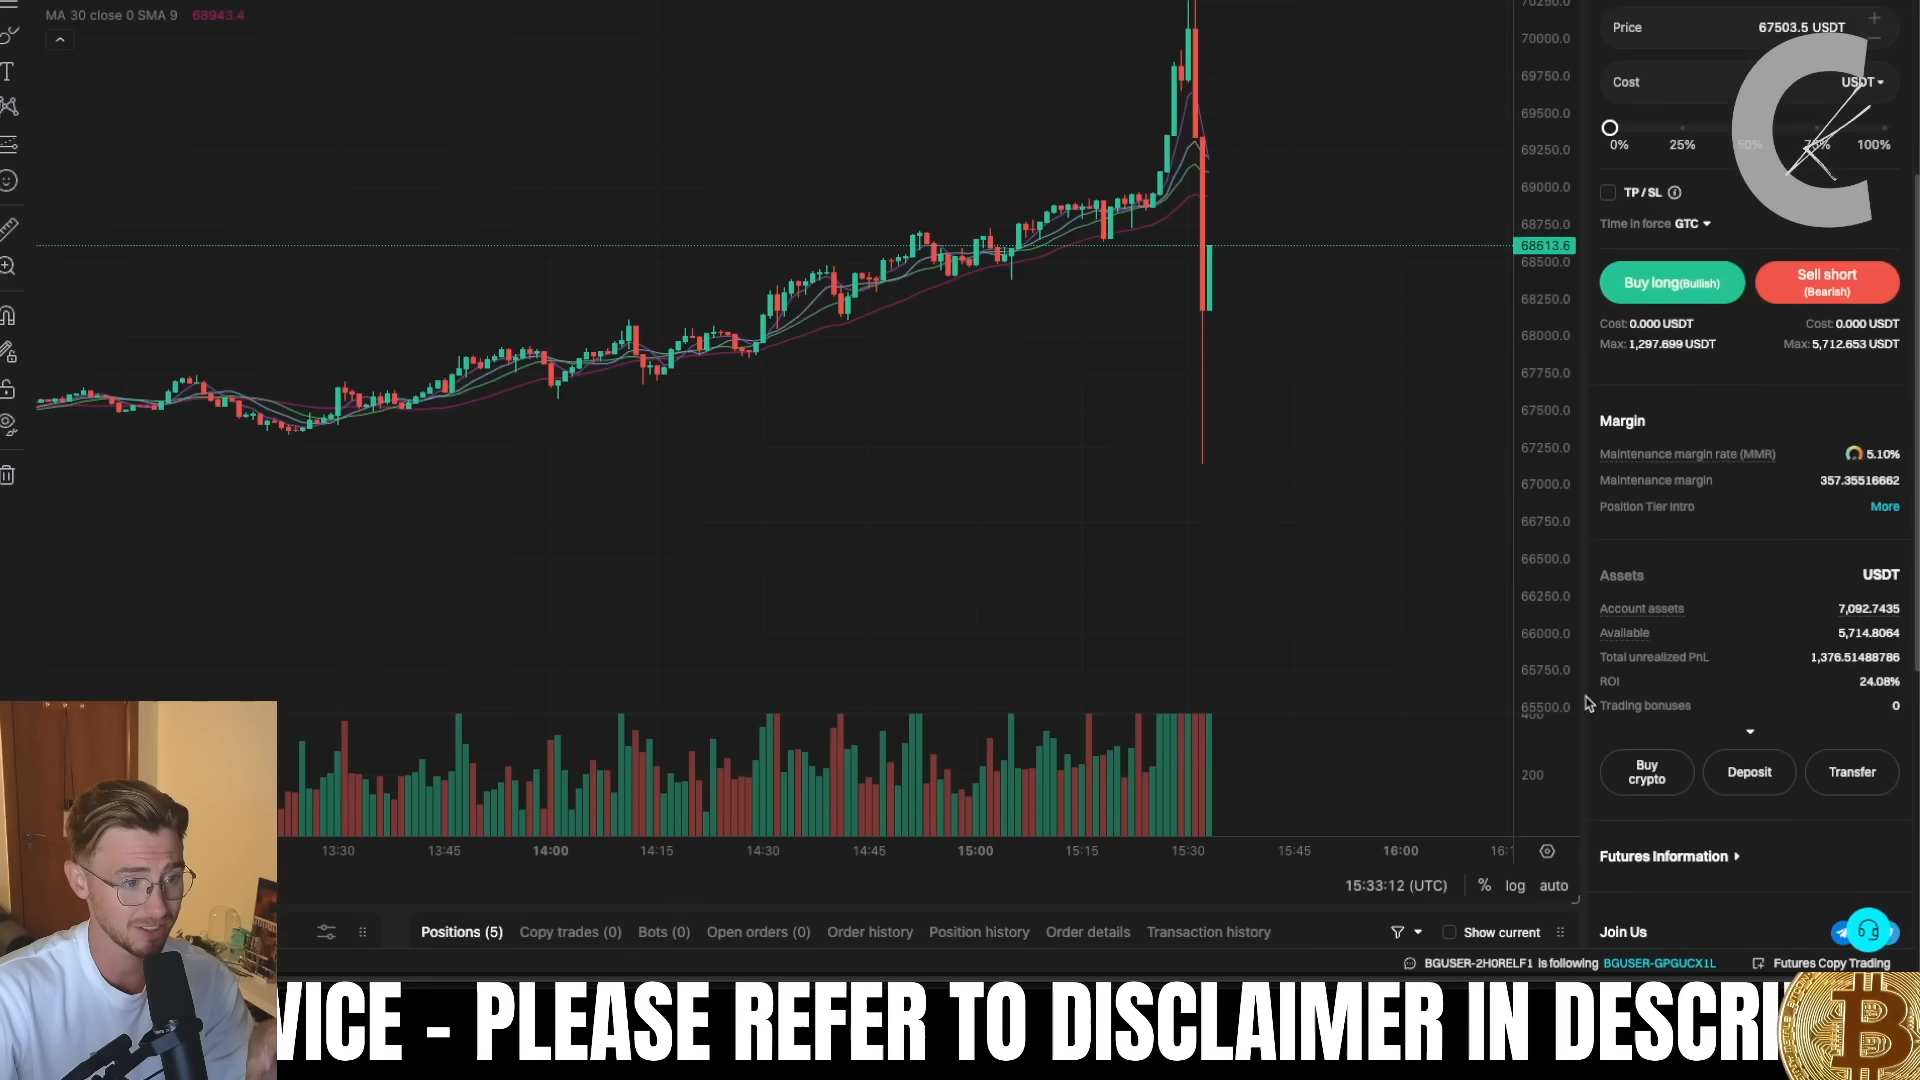 MA 30 close 0 SMA 9 68943.4
70250.0
70000.0
69750.0
69500.0
69250.0
69000.0
68750.0
68613.6
68500.0
68250.0
68000.0
67750.0
67500.0
67250.0
67000.0
66750.0
66500.0
66250.0
66000.0
65750.0
65500.0
400
200
13:30 13:45 14:00 14:15 14:30 14:45 15:00 15:15 15:30 15:45 16:00 16:1
15:33:12 (UTC) % log auto
Positions (5) Copy trades (0) Bots (0) Open orders (0) Order history Position history Order details Transaction history
Show current
BGUSER-2H0RELF1 is following BGUSER-GPGUCX1L Futures Copy Trading
Price 67503.5 USDT
Cost USDT
0% 25% 50% 75% 100%
TP / SL
Time in force GTC
Buy long(Bullish)
Sell short
(Bearish)
Cost: 0.000 USDT Cost: 0.000 USDT
Max: 1,297.699 USDT Max: 5,712.653 USDT
Margin
Maintenance margin rate (MMR) 5.10%
Maintenance margin 357.35516662
Position Tier Intro More
Assets USDT
Account assets 7,092.7435
Available 5,714.8064
Total unrealized PnL 1,376.51488786
ROI 24.08%
Trading bonuses 0
Buy
crypto
Deposit
Transfer
Futures Information
Join Us
VICE - PLEASE REFER TO DISCLAIMER IN DESCRI